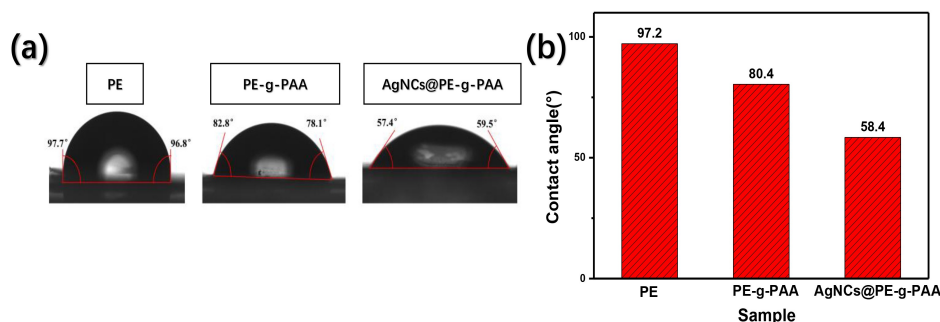 (a)
PE
PE-g-PAA
AgNCs@PE-g-PAA
97.7°
96.8°
82.8°
78.1°
57.4°
59.5°
(b)
Contact angle(°)
100
50
0
97.2
80.4
58.4
PE
PE-g-PAA
AgNCs@PE-g-PAA
Sample